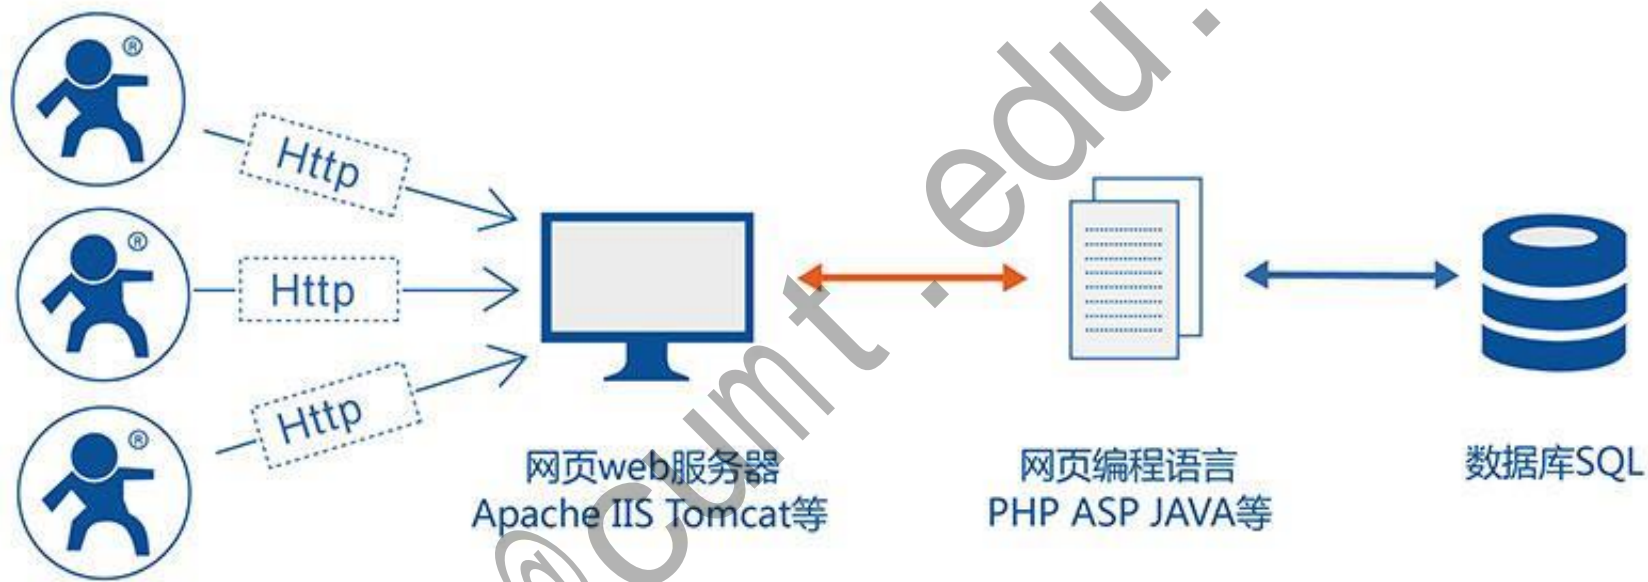 ®
Http
®
Http
®
Http
网页web服务器
Apache IIS Tomcat等
网页编程语言
PHP ASP JAVA等
数据库SQL
@cumt.edu.